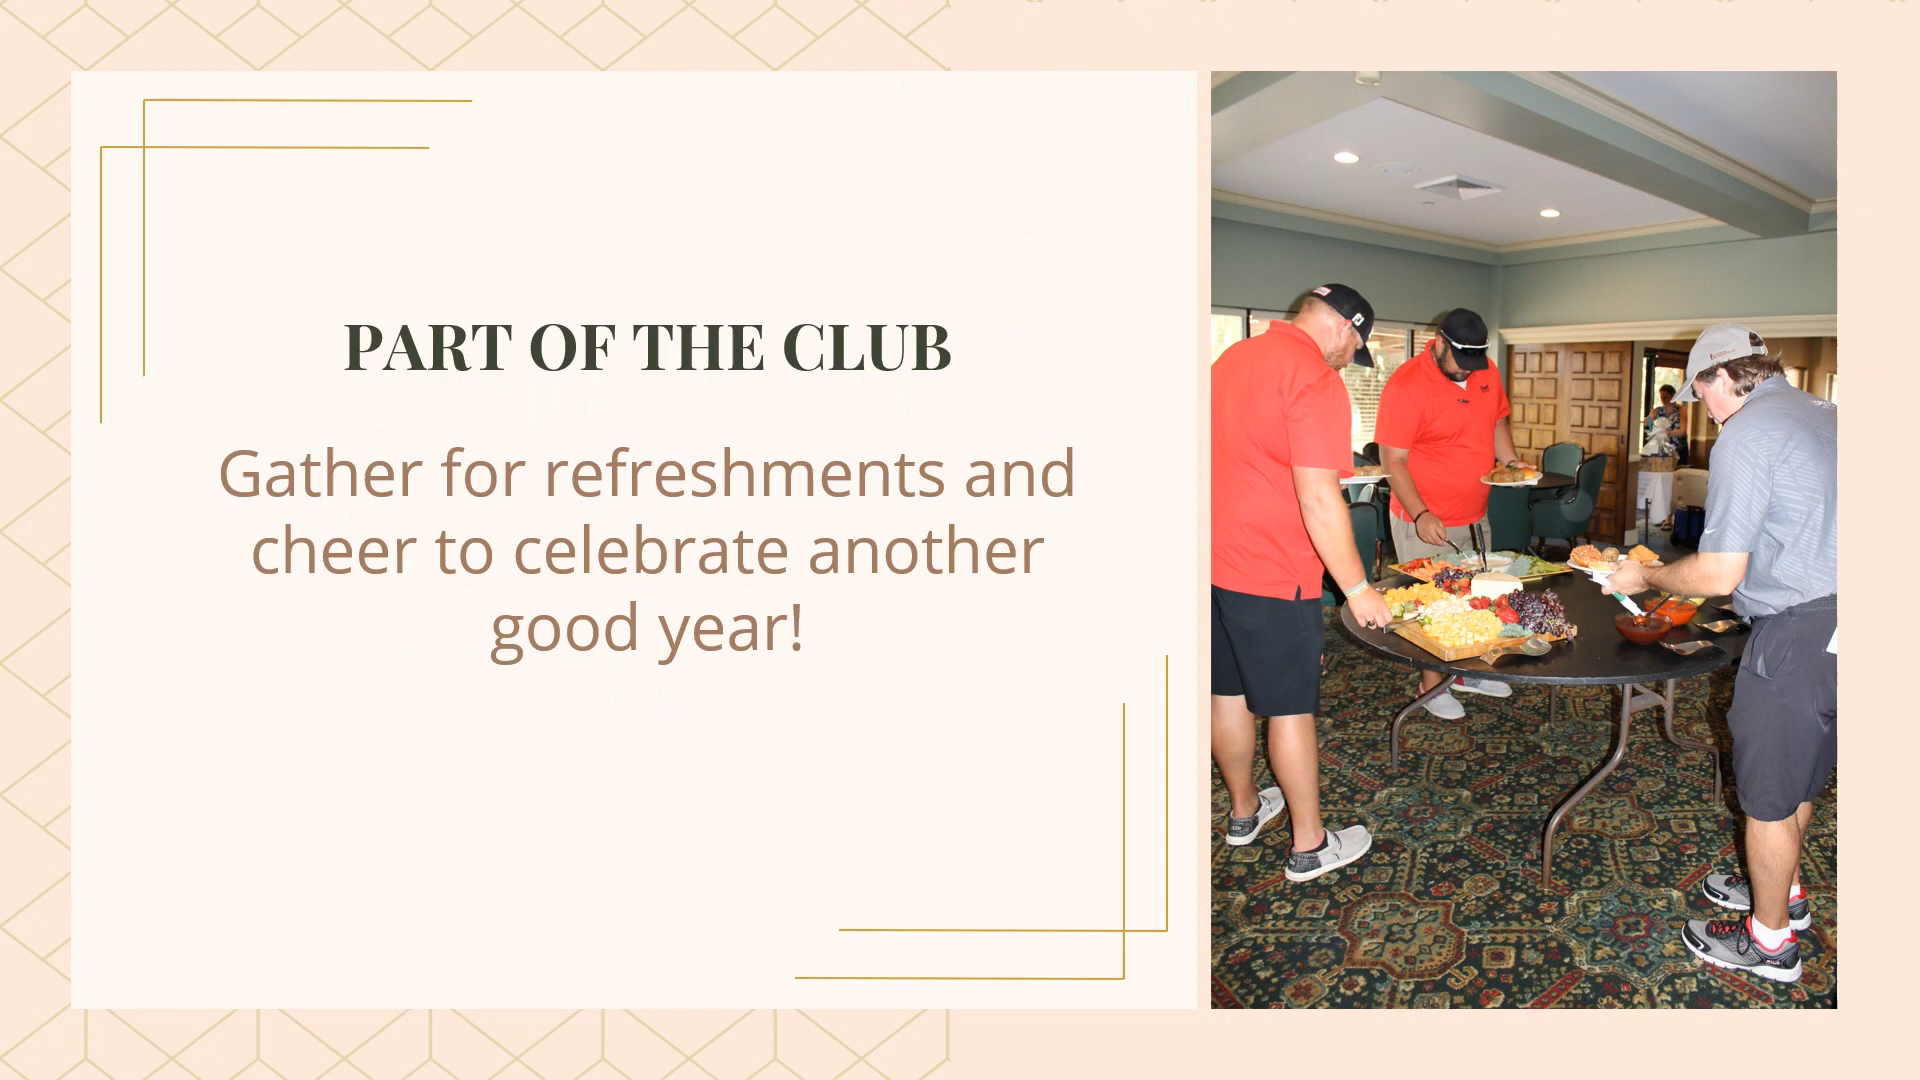 PART OF THE CLUB
Gather for refreshments and
cheer to celebrate another
good year!